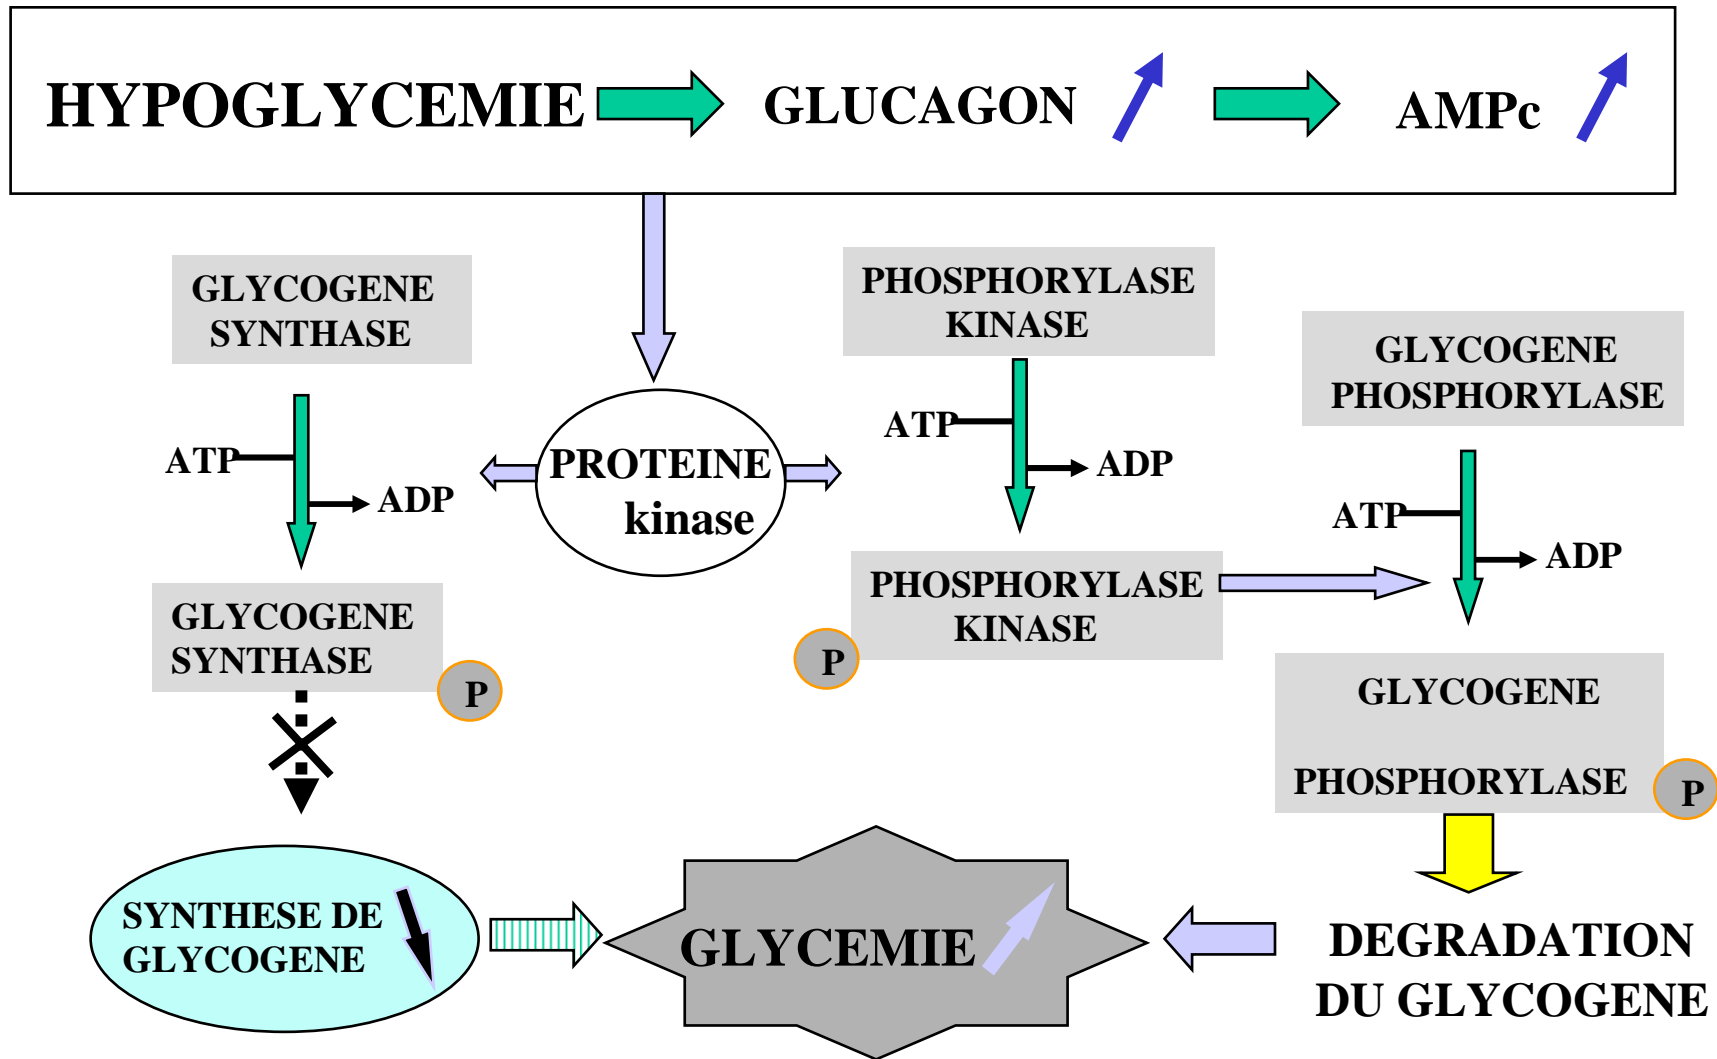 HYPOGLYCEMIE
GLUCAGON
AMPc
GLYCOGENE
SYNTHASE
PHOSPHORYLASE
KINASE
GLYCOGENE
PHOSPHORYLASE
ATP
ADP
PROTEINE
kinase
ATP
ADP
ATP
ADP
GLYCOGENE
SYNTHASE
P
PHOSPHORYLASE
KINASE
P
GLYCOGENE
PHOSPHORYLASE
P
SYNTHESE DE
GLYCOGENE
GLYCEMIE
DEGRADATION
DU GLYCOGENE